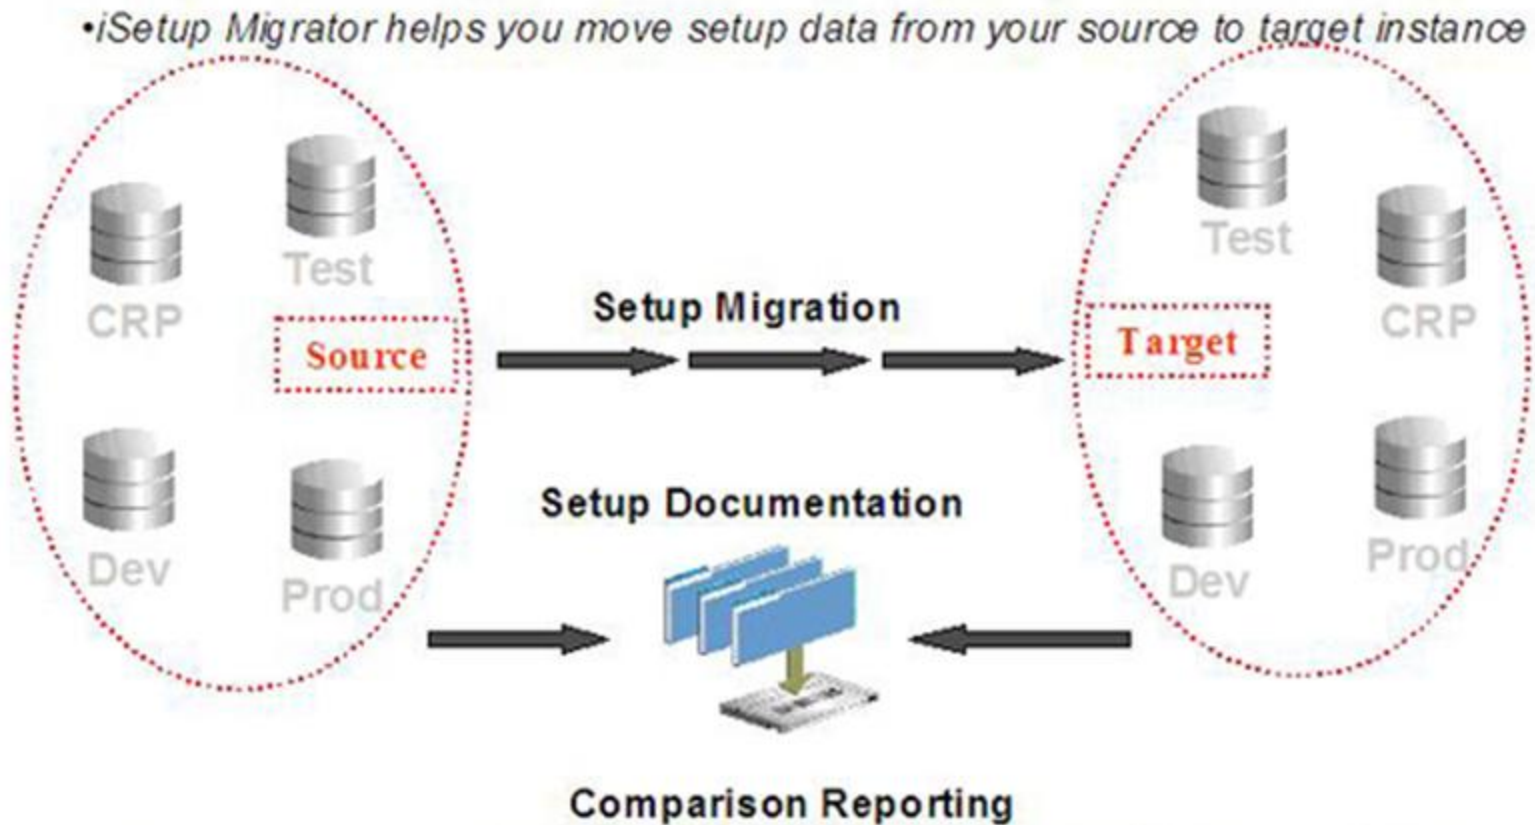 •iSetup Migrator helps you move setup data from your source to target instance
Test
CRP
Source
Dev
Prod
Setup Migration
Setup Documentation
Comparison Reporting
Test
CRP
Target
Dev
Prod